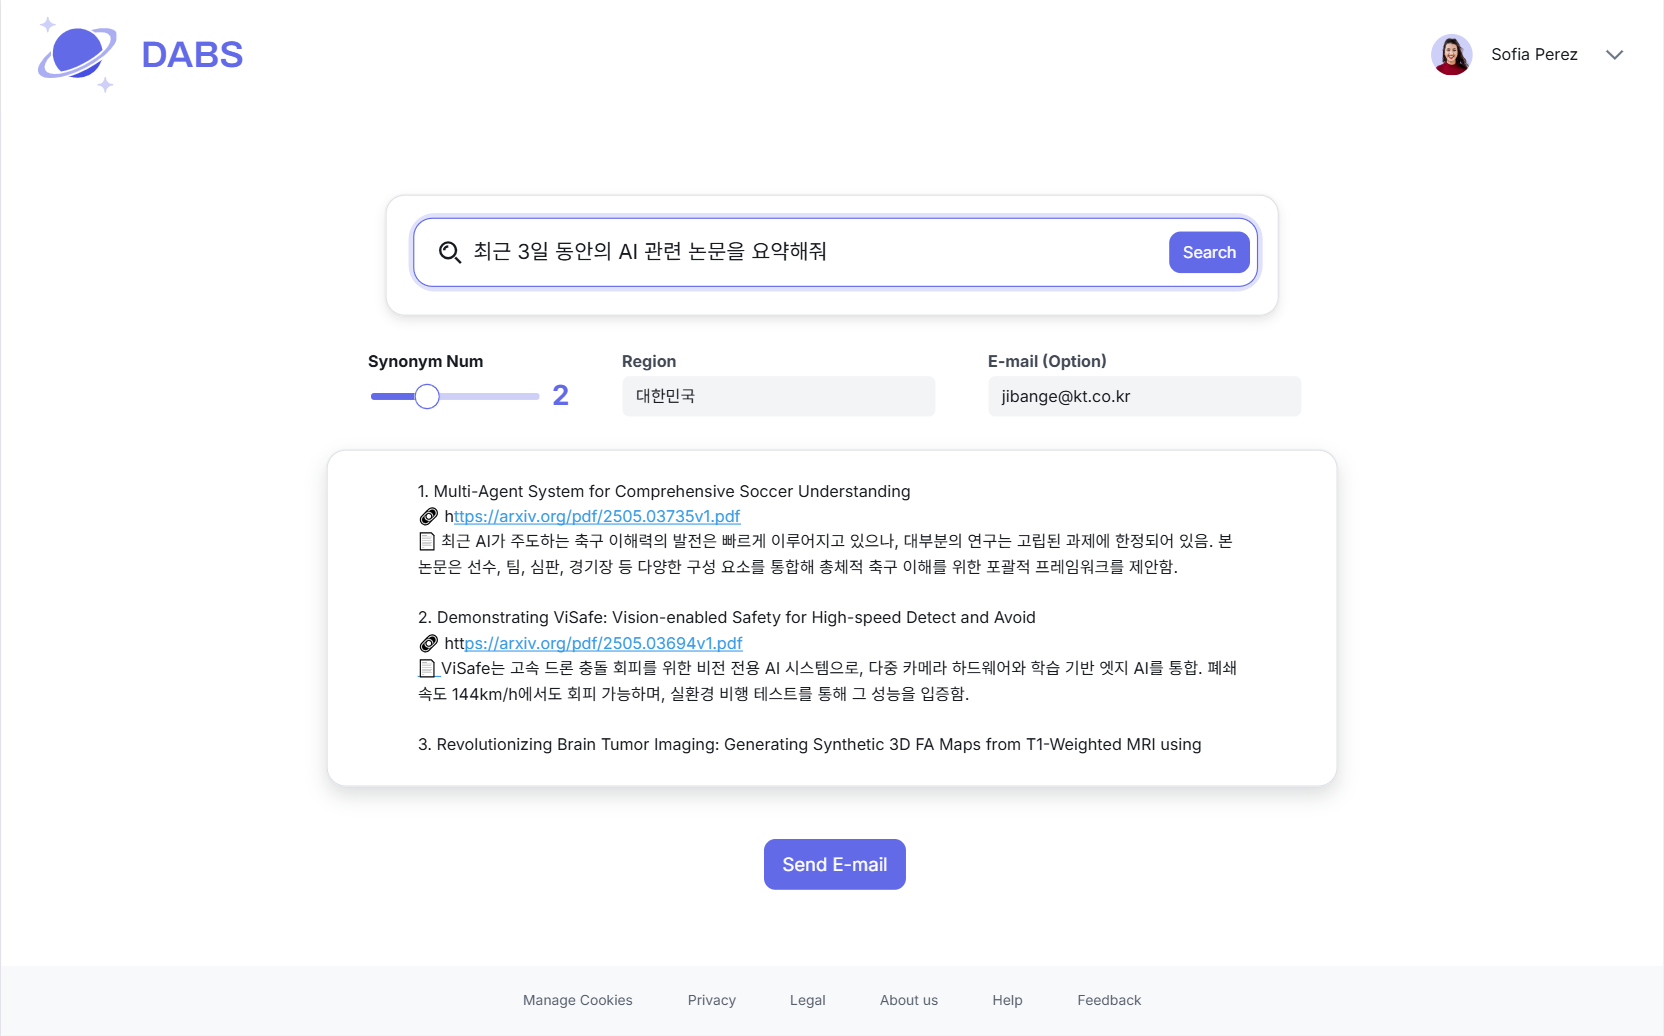 DABS
Sofia Perez
최근 3일 동안의 AI 관련 논문을 요약해줘
Search
Synonym Num
2
Region
대한민국
E-mail (Option)
jibange@kt.co.kr
1. Multi-Agent System for Comprehensive Soccer Understanding
https://arxiv.org/pdf/2505.03735v1.pdf
최근 AI가 주도하는 축구 이해력의 발전은 빠르게 이루어지고 있으나, 대부분의 연구는 고립된 과제에 한정되어 있음. 본
논문은 선수, 팀, 심판, 경기장 등 다양한 구성 요소를 통합해 총체적 축구 이해를 위한 포괄적 프레임워크를 제안함.
2. Demonstrating ViSafe: Vision-enabled Safety for High-speed Detect and Avoid
https://arxiv.org/pdf/2505.03694v1.pdf
ViSafe는 고속 드론 충돌 회피를 위한 비전 전용 AI 시스템으로, 다중 카메라 하드웨어와 학습 기반 엣지 AI를 통합. 폐쇄
속도 144km/h에서도 회피 가능하며, 실환경 비행 테스트를 통해 그 성능을 입증함.
3. Revolutionizing Brain Tumor Imaging: Generating Synthetic 3D FA Maps from T1-Weighted MRI using
Send E-mail
Manage Cookies
Privacy
Legal
About us
Help
Feedback